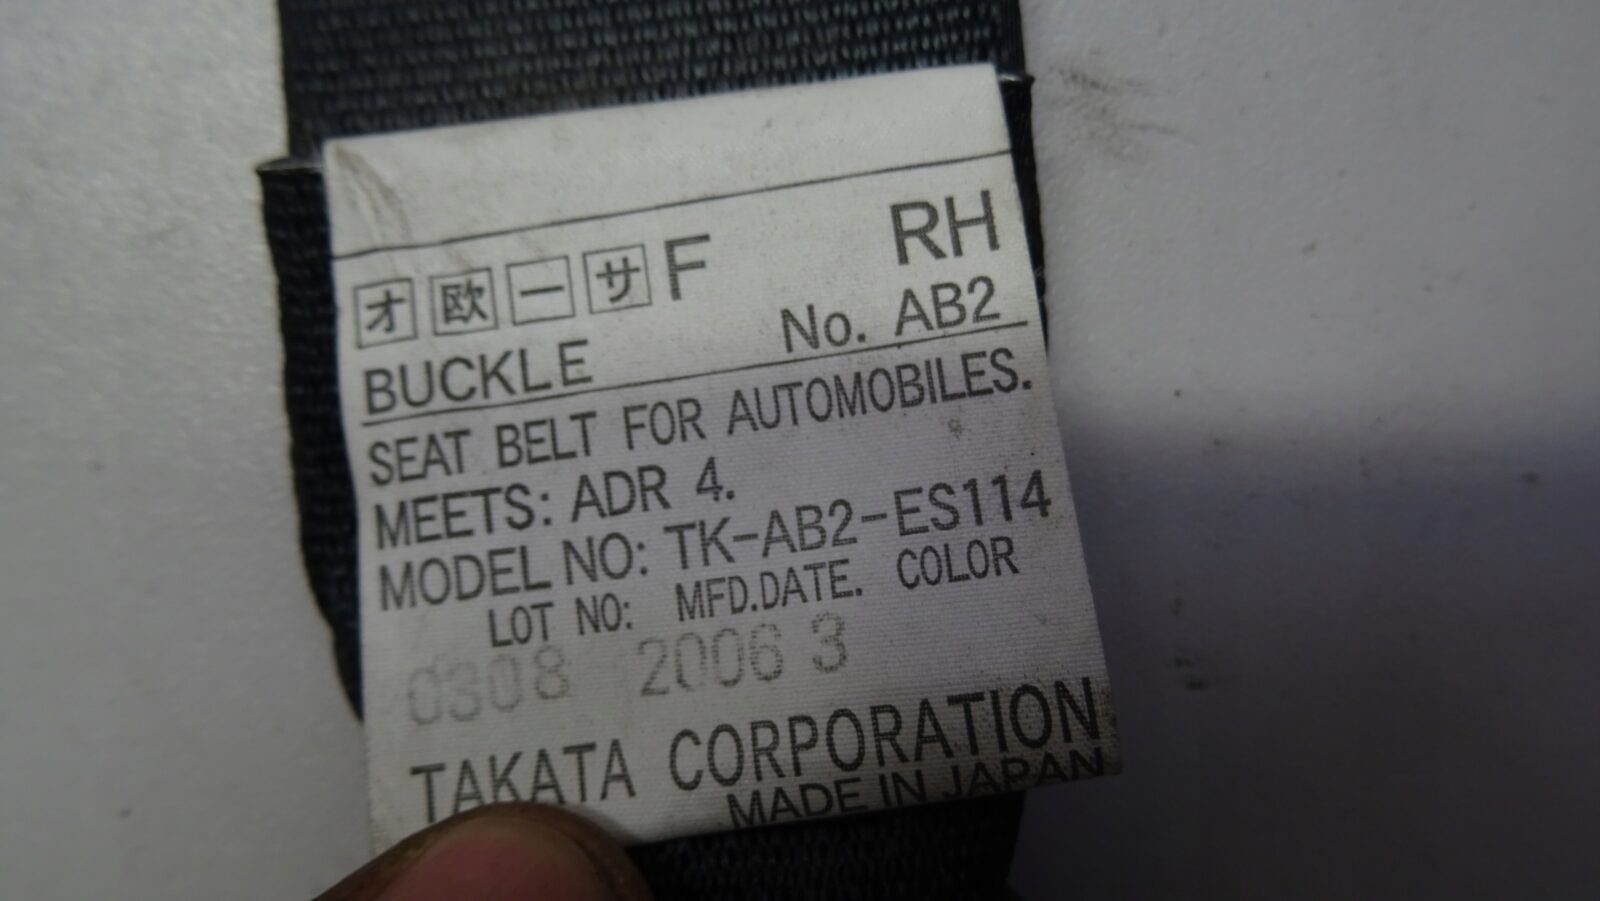 オ 欧 一 サ F RH
BUCKLE No. AB2
SEAT BELT FOR AUTOMOBILES.
MEETS: ADR 4.
MODEL NO: TK-AB2-ES114
LOT NO: MFD.DATE. COLOR
0308 2006 3
TAKATA CORPORATION
MADE IN JAPAN